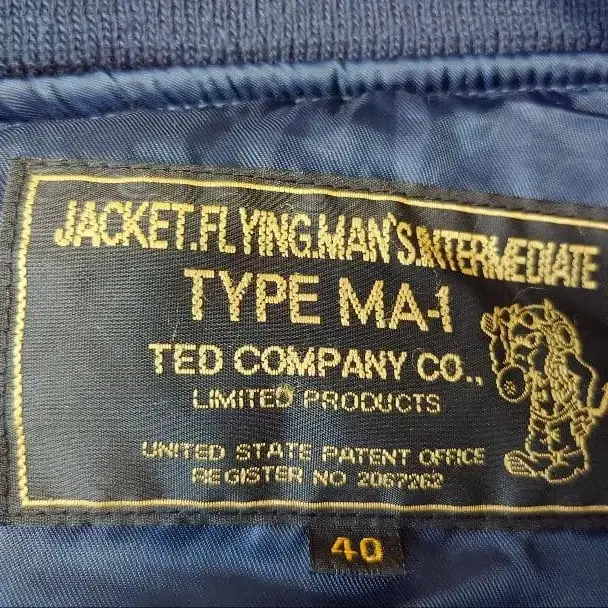 JACKET.FLYING.MAN'S.INTERMEDIATE
TYPE MA-1
TED COMPANY CO.,
LIMITED PRODUCTS
UNITED STATE PATENT OFFICE
REGISTER NO 2067262
40